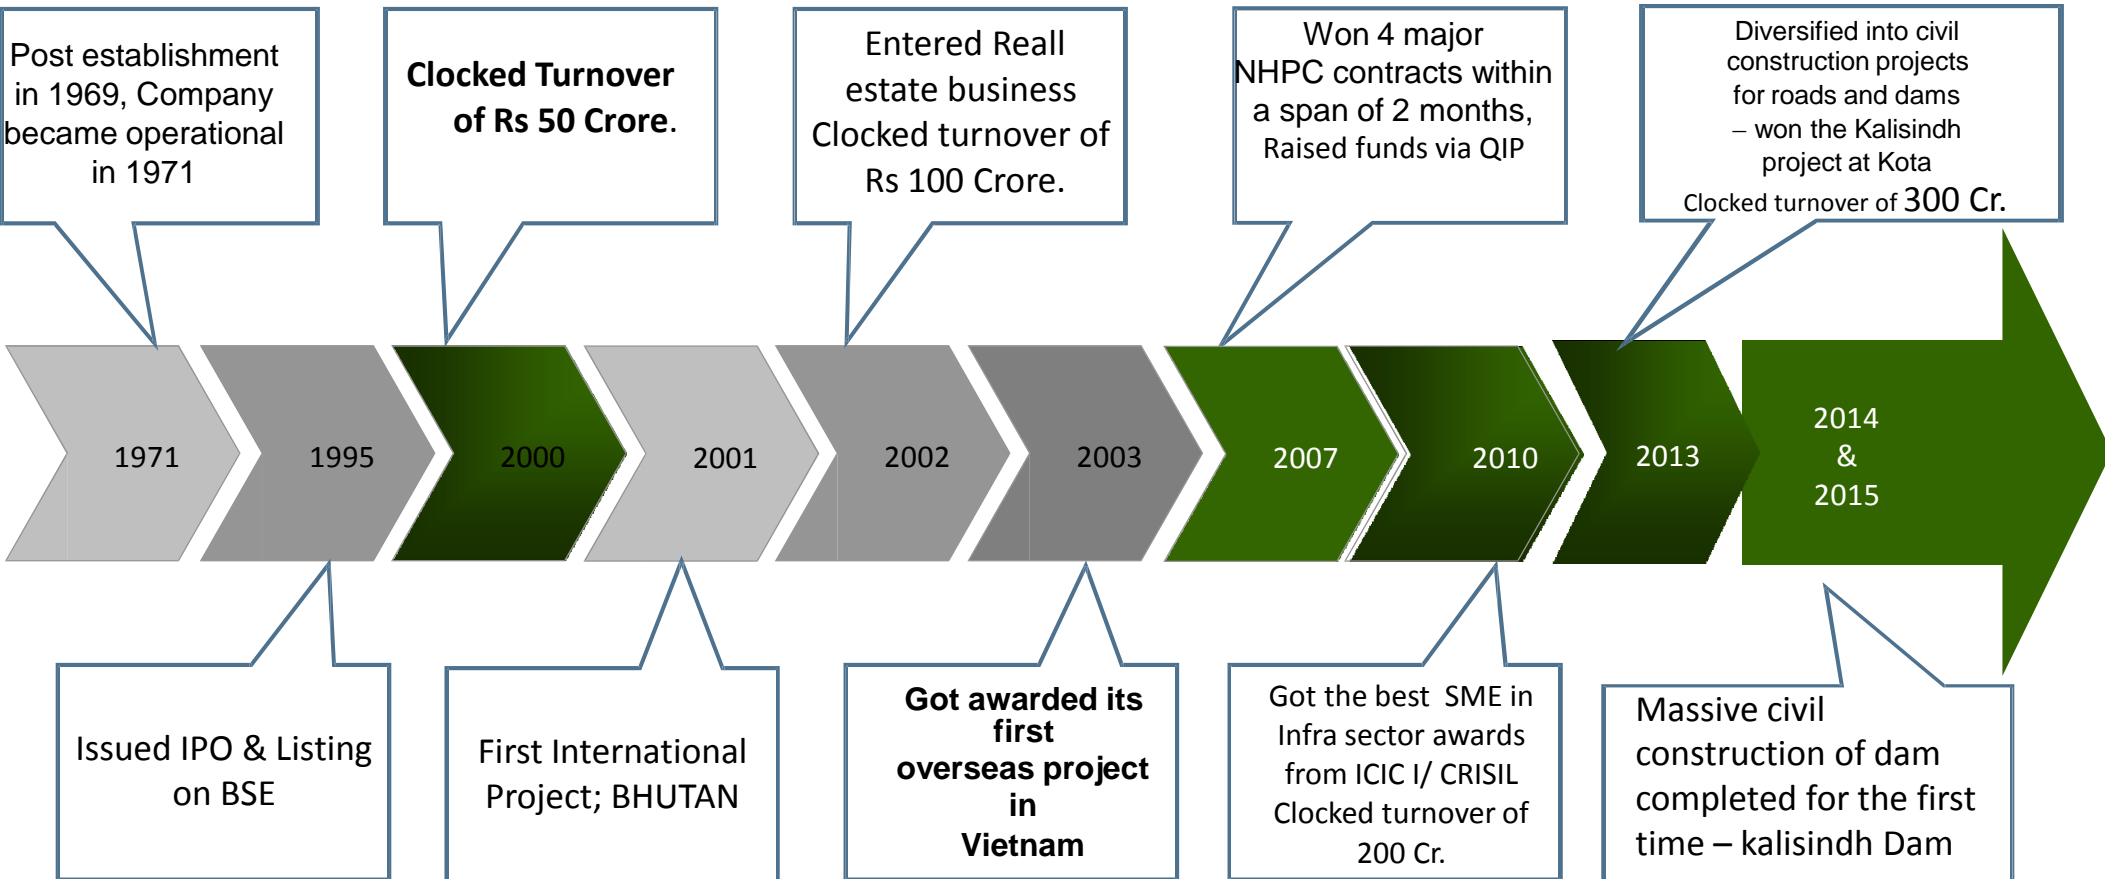 Post establishment
in 1969, Company
became operational
in 1971
Clocked Turnover
of Rs 50 Crore.
Entered Reall
estate business
Clocked turnover of
Rs 100 Crore.
Won 4 major
NHPC contracts within
a span of 2 months,
Raised funds via QIP
Diversified into civil
construction projects
for roads and dams
– won the Kalisindh
project at Kota
Clocked turnover of 300 Cr.
1971
1995
2000
2001
2002
2003
2007
2010
2013
2014
&
2015
Issued IPO & Listing
on BSE
First International
Project; BHUTAN
Got awarded its
first
overseas project
in
Vietnam
Got the best SME in
Infra sector awards
from ICIC I/ CRISIL
Clocked turnover of
200 Cr.
Massive civil
construction of dam
completed for the first
time – kalisindh Dam